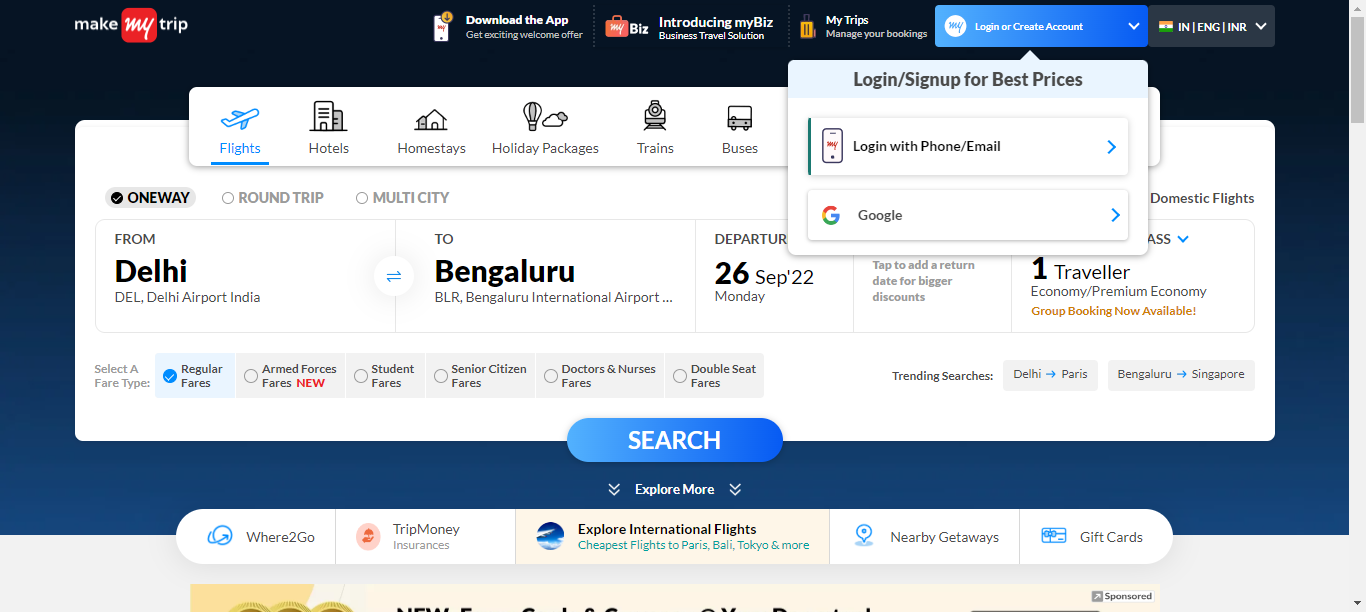 make my trip
Download the App
Get exciting welcome offer
my Biz
Introducing myBiz
Business Travel Solution
My Trips
Manage your bookings
my
Login or Create Account
IN | ENG | INR
Login/Signup for Best Prices
my
Login with Phone/Email
Google
Flights
Hotels
Homestays
Holiday Packages
Trains
Buses
ONEWAY
ROUND TRIP
MULTI CITY
Domestic Flights
FROM
Delhi
DEL, Delhi Airport India
TO
Bengaluru
BLR, Bengaluru International Airport ...
DEPARTUR
26 Sep'22
Monday
Tap to add a return
date for bigger
discounts
ASS
1 Traveller
Economy/Premium Economy
Group Booking Now Available!
Select A
Fare Type:
Regular
Fares
Armed Forces
Fares NEW
Student
Fares
Senior Citizen
Fares
Doctors & Nurses
Fares
Double Seat
Fares
Trending Searches:
Delhi → Paris
Bengaluru → Singapore
SEARCH
Explore More
Where2Go
TripMoney
Insurances
Explore International Flights
Cheapest Flights to Paris, Bali, Tokyo & more
Nearby Getaways
Gift Cards
Sponsored